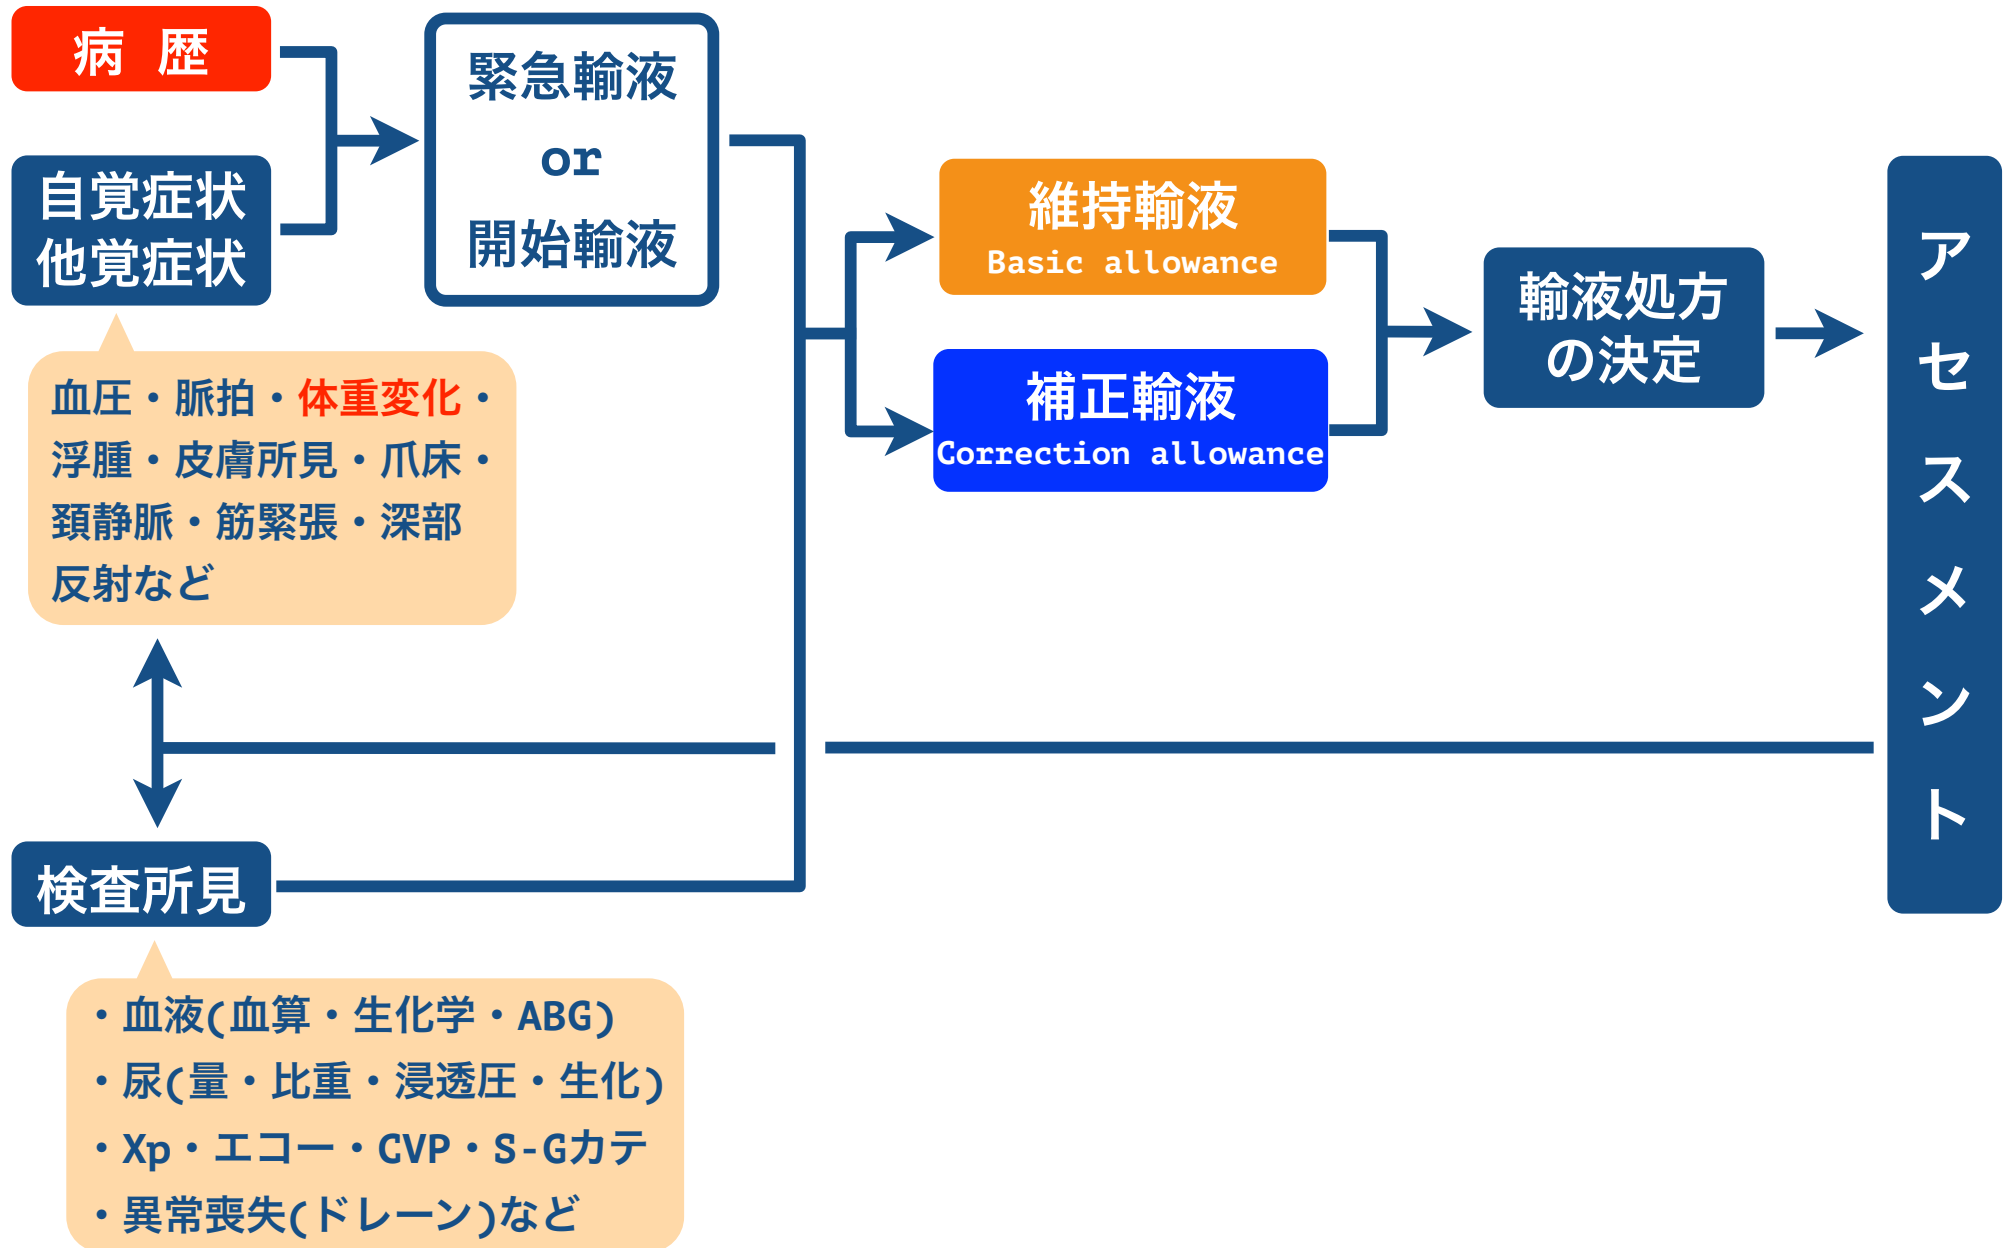 病 歴
自覚症状
他覚症状
血圧・脈拍・体重変化・
浮腫・皮膚所見・爪床・
頚静脈・筋緊張・深部
反射など
緊急輸液
or
開始輸液
維持輸液
Basic allowance
補正輸液
Correction allowance
輸液処方
の決定
アセスメント
検査所見
・血液(血算・生化学・ABG)
・尿(量・比重・浸透圧・生化)
・Xp・エコー・CVP・S-Gカテ
・異常喪失(ドレーン)など